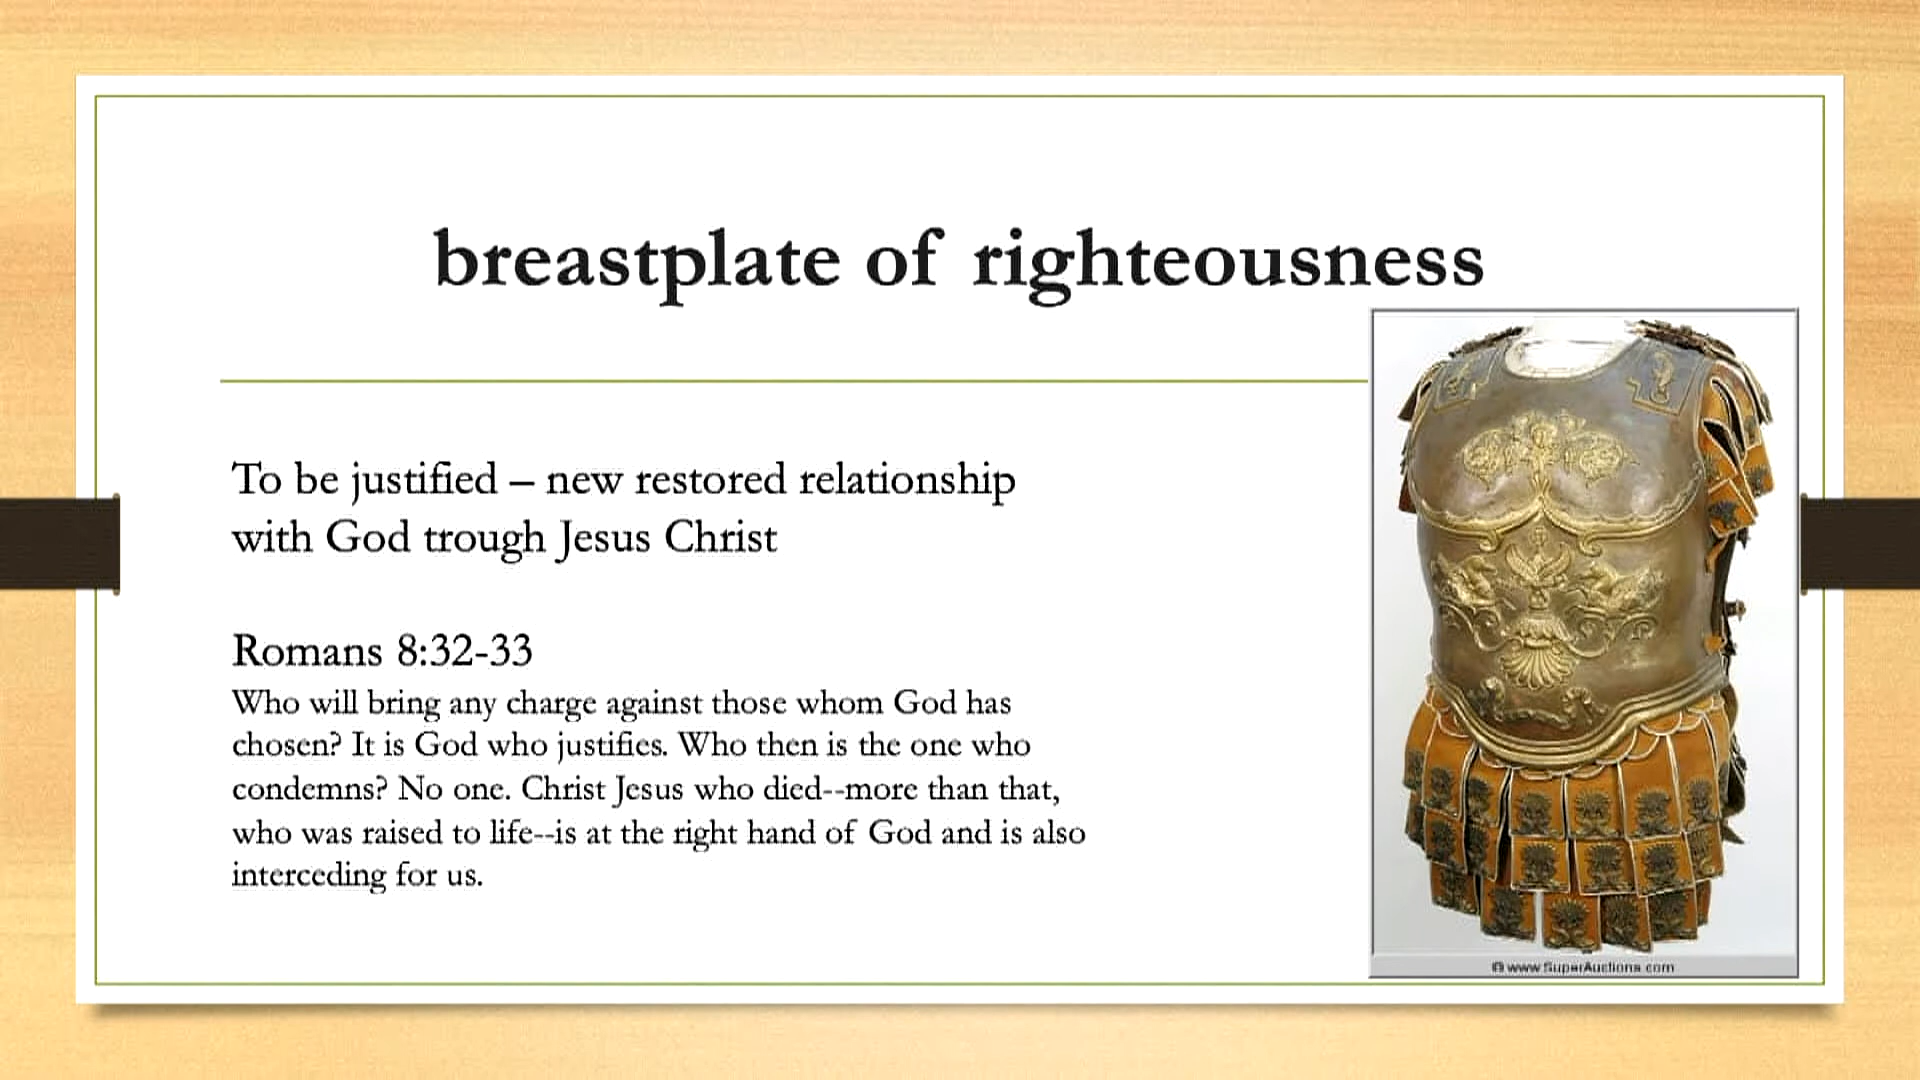 breastplate of righteousness
To be justified – new restored relationship
with God trough Jesus Christ
Romans 8:32-33
Who will bring any charge against those whom God has
chosen? It is God who justifies. Who then is the one who
condemns? No one. Christ Jesus who died--more than that,
who was raised to life--is at the right hand of God and is also
interceding for us.
© www.SuperAuctions.com